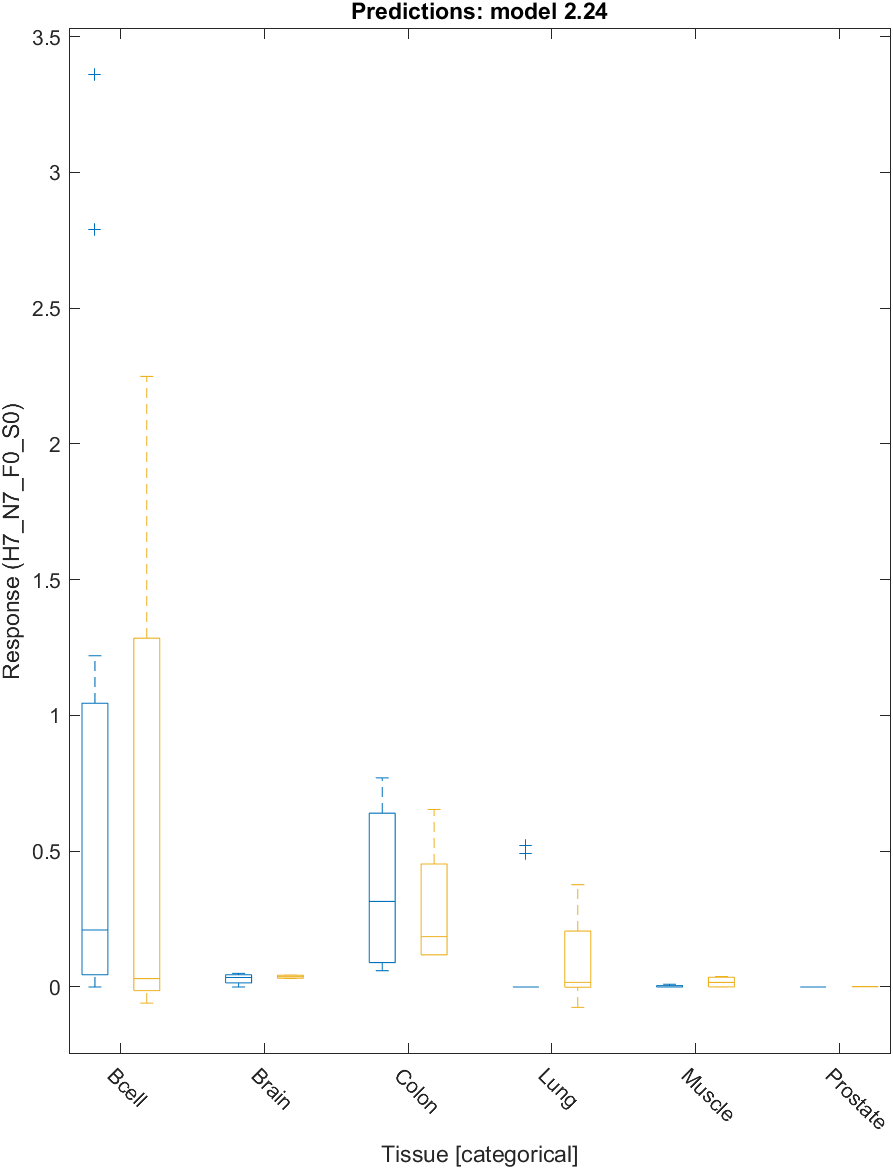 Predictions: model 2.24
3.5
3
2.5
2
1.5
1
0.5
0
Response (H7_N7_F0_S0)
Bcell
Brain
Colon
Lung
Muscle
Prostate
Tissue [categorical]